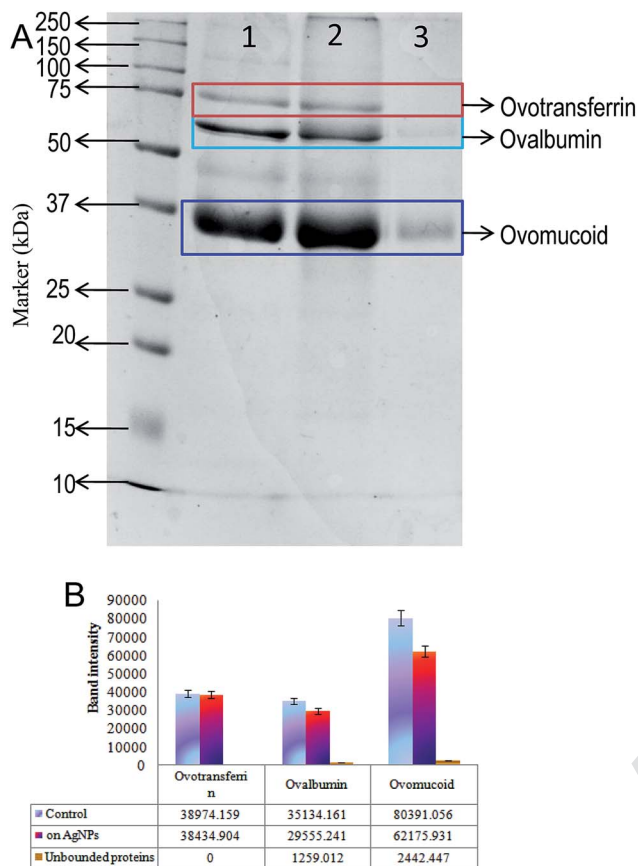 A
1 2 3
250
150
100
75
50
37
25
20
15
10
Marker (kDa)
Ovotransferrin
Ovalbumin
Ovomucoid
B
Band intensity
90000
80000
70000
60000
50000
40000
30000
20000
10000
0
Ovotransferri
n
Ovalbumin
Ovomucoid
Control 38974.159 35134.161 80391.056
on AgNPs 38434.904 29555.241 62175.931
Unbounded proteins 0 1259.012 2442.447